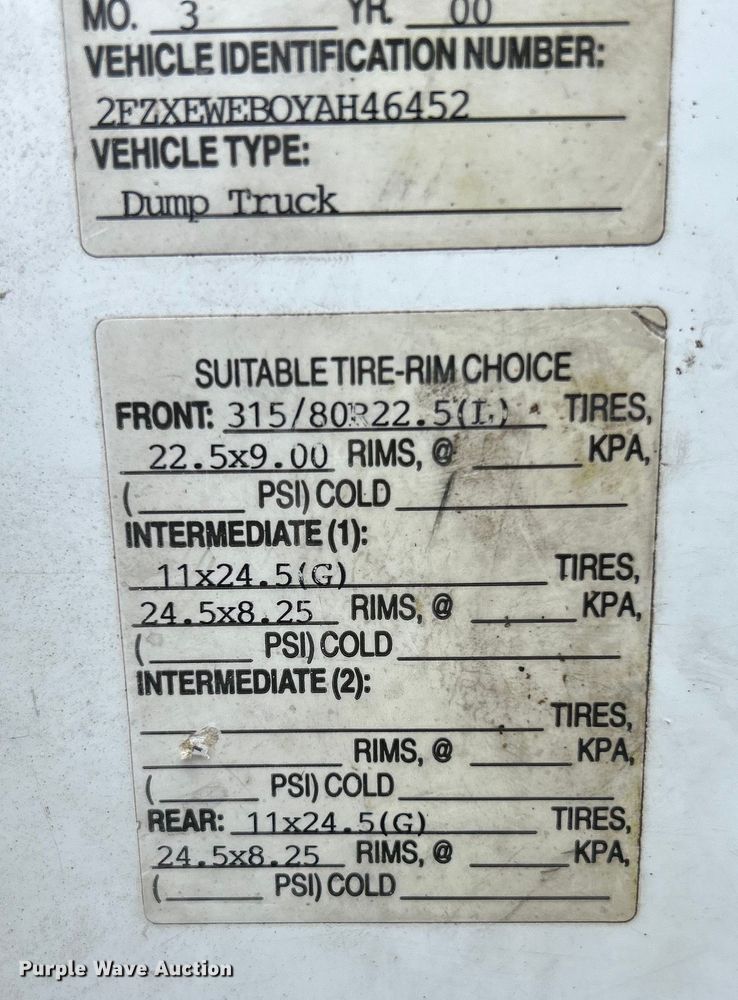 MO. 3 YR. 00
VEHICLE IDENTIFICATION NUMBER:
2FZXEWEBOYAH46452
VEHICLE TYPE:
Dump Truck
SUITABLE TIRE-RIM CHOICE
FRONT: 315/80R22.5(L) TIRES,
22.5x9.00 RIMS, @ KPA,
( PSI) COLD
INTERMEDIATE (1):
11x24.5(G) TIRES,
24.5x8.25 RIMS, @ KPA,
( PSI) COLD
INTERMEDIATE (2):
TIRES,
RIMS, @ KPA,
( PSI) COLD
REAR: 11x24.5(G) TIRES,
24.5x8.25 RIMS, @ KPA,
( PSI) COLD
Purple Wave Auction